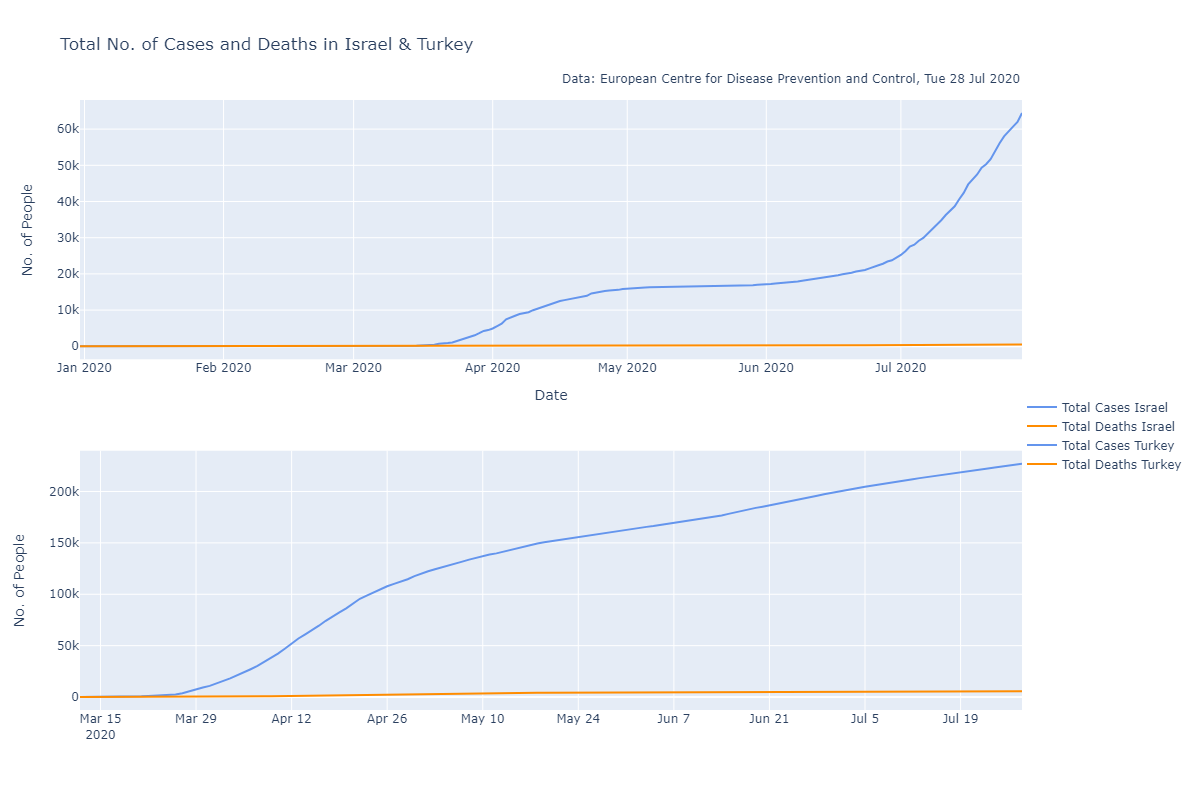 Total No. of Cases and Deaths in Israel & Turkey
Data: European Centre for Disease Prevention and Control, Tue 28 Jul 2020
No. of People
60k
50k
40k
30k
20k
10k
0
Jan 2020 Feb 2020 Mar 2020 Apr 2020 May 2020 Jun 2020 Jul 2020
Date
Total Cases Israel
Total Deaths Israel
Total Cases Turkey
Total Deaths Turkey
No. of People
200k
150k
100k
50k
0
Mar 15 Mar 29 Apr 12 Apr 26 May 10 May 24 Jun 7 Jun 21 Jul 5 Jul 19
2020